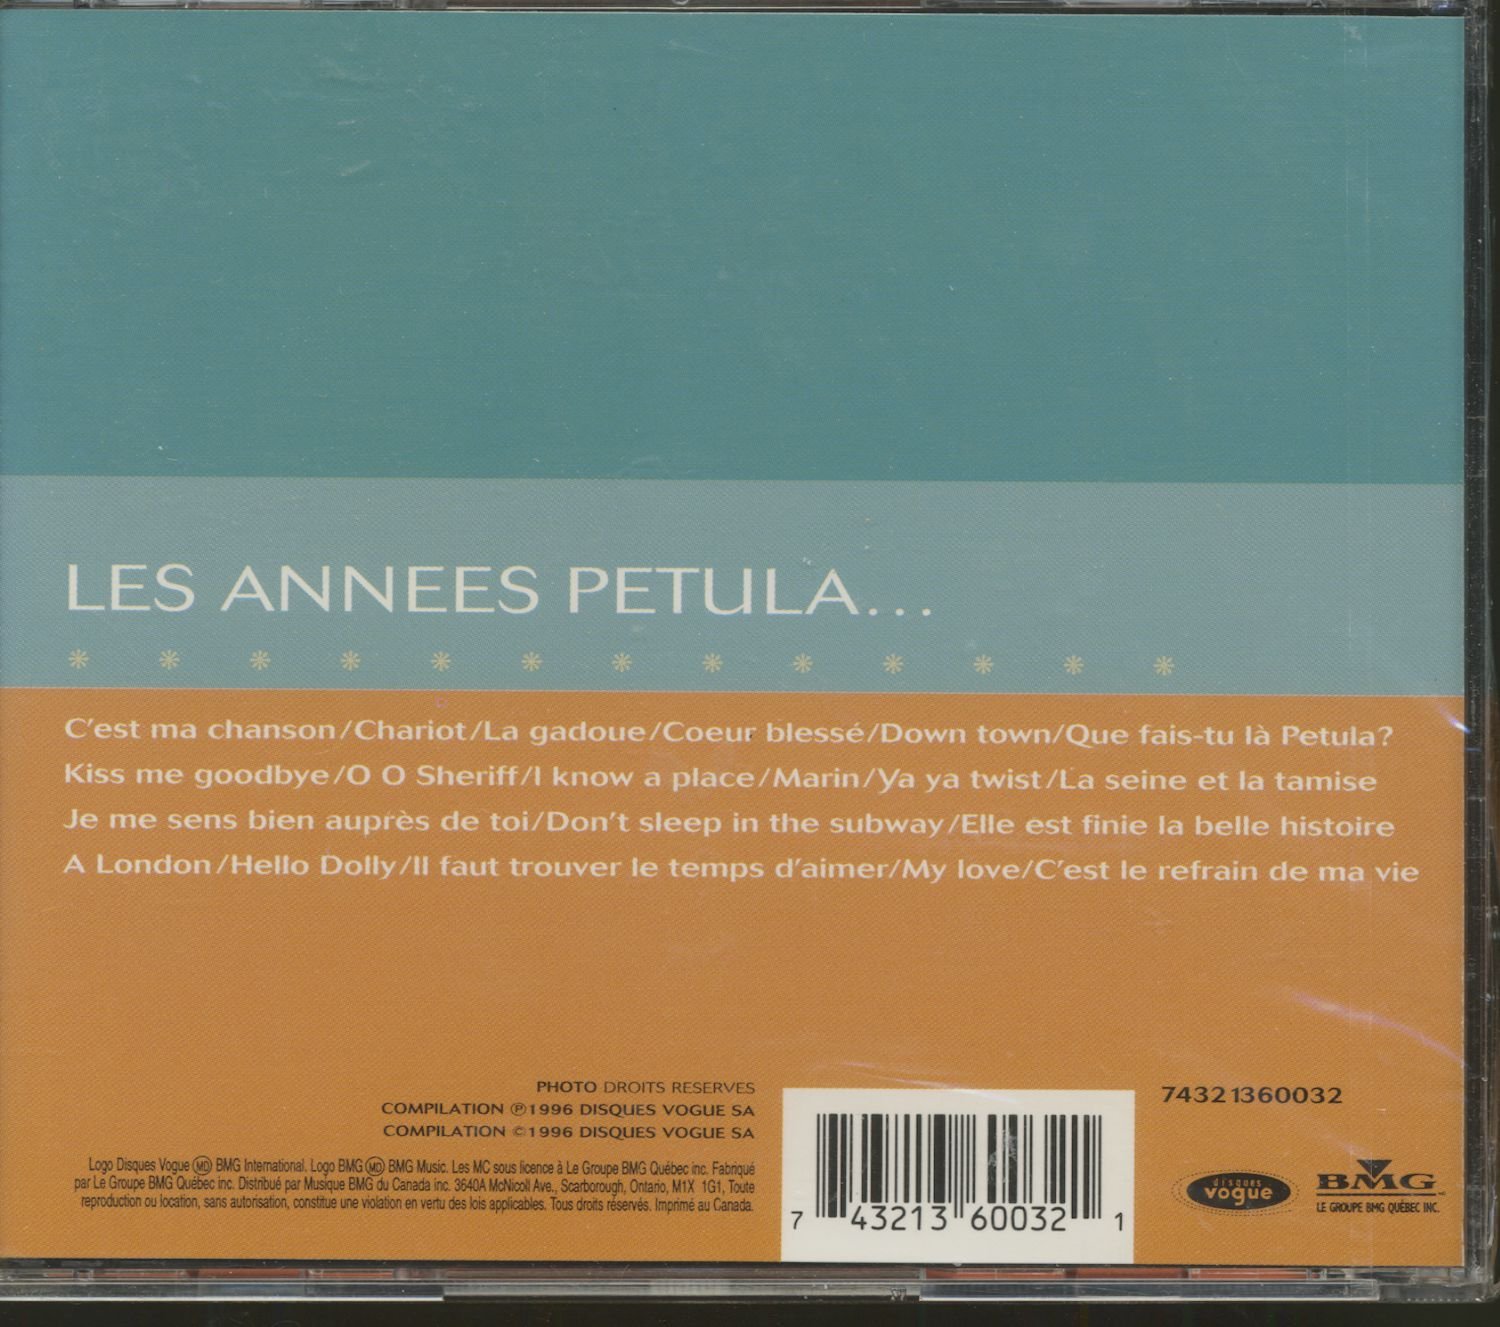 LES ANNEES PETULA...
C'est ma chanson/Chariot/La gadoue/Coeur blessé/Down town/Que fais-tu là Petula?
Kiss me goodbye/O O Sheriff/I know a place/Marin/Ya ya twist/La seine et la tamise
Je me sens bien auprès de toi/Don't sleep in the subway/Elle est finie la belle histoire
A London/Hello Dolly/Il faut trouver le temps d'aimer/My love/C'est le refrain de ma vie
PHOTO DROITS RESERVES
COMPILATION ℗1996 DISQUES VOGUE SA
COMPILATION ©1996 DISQUES VOGUE SA
Logo Disques Vogue MD BMG International. Logo BMG MD BMG Music. Les MC sous licence à Le Groupe BMG Québec inc. Fabriqué
par Le Groupe BMG Québec inc. Distribué par Musique BMG du Canada inc. 3640A McNicoll Ave., Scarborough, Ontario, M1X 1G1, Toute
reproduction ou location, sans autorisation, constitue une violation en vertu des lois applicables. Tous droits réservés. Imprimé au Canada.
7 43213 60032 1
74321360032
disques
vogue
BMG
LE GROUPE BMG QUÉBEC INC.